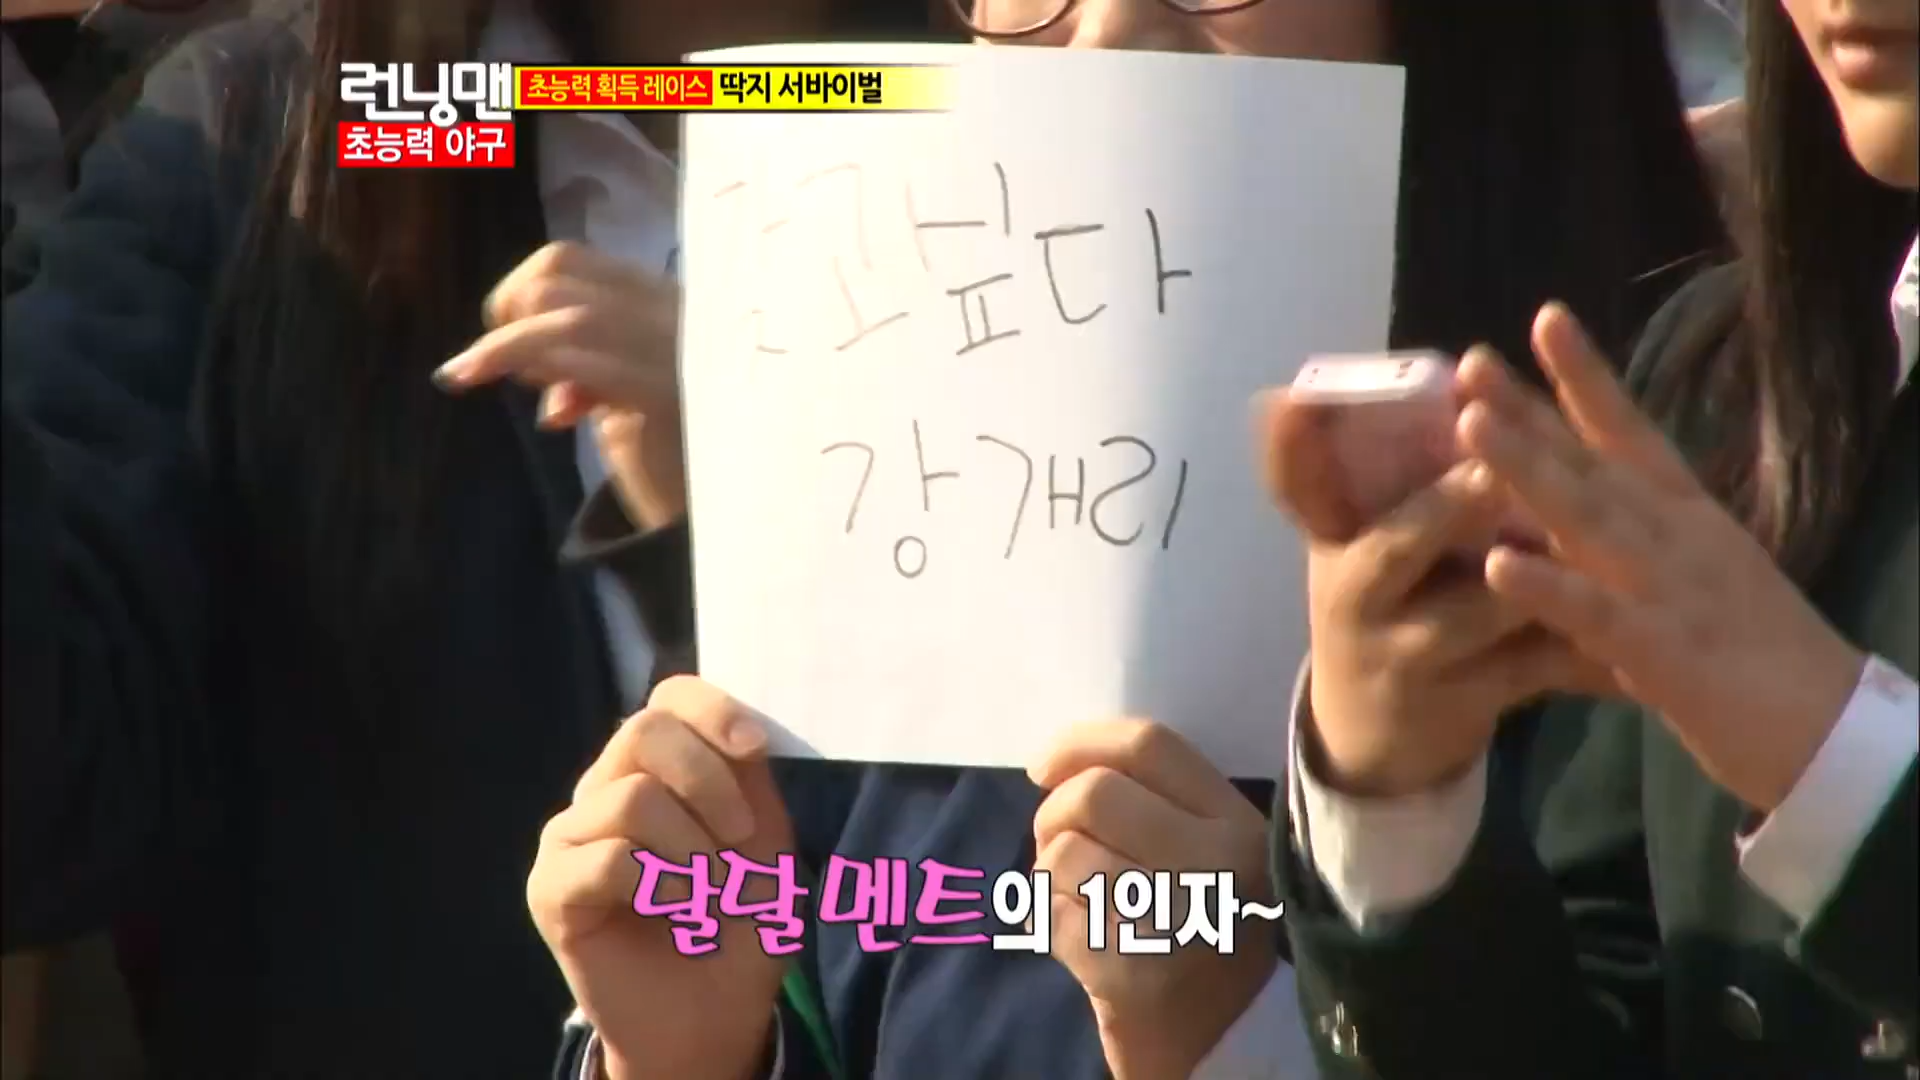 런닝맨 초능력 획득 레이스 딱지 서바이벌
초능력 야구
강개리
달달 멘트의 1인자~